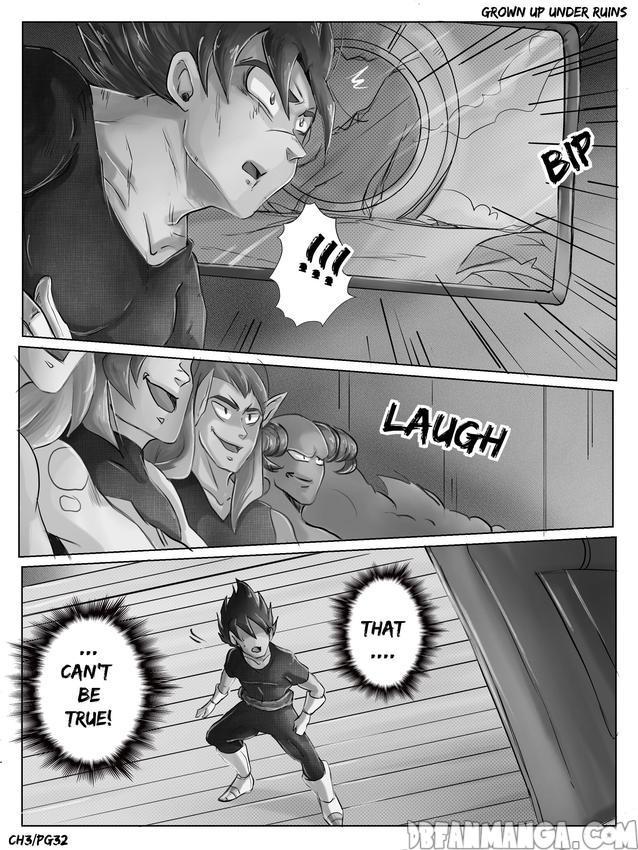 GROWN UP UNDER RUINS
BIP
!!!
LAUGH
THAT
....
...
CAN'T
BE
TRUE!
CH3/PG32
DBFANMANGA.COM